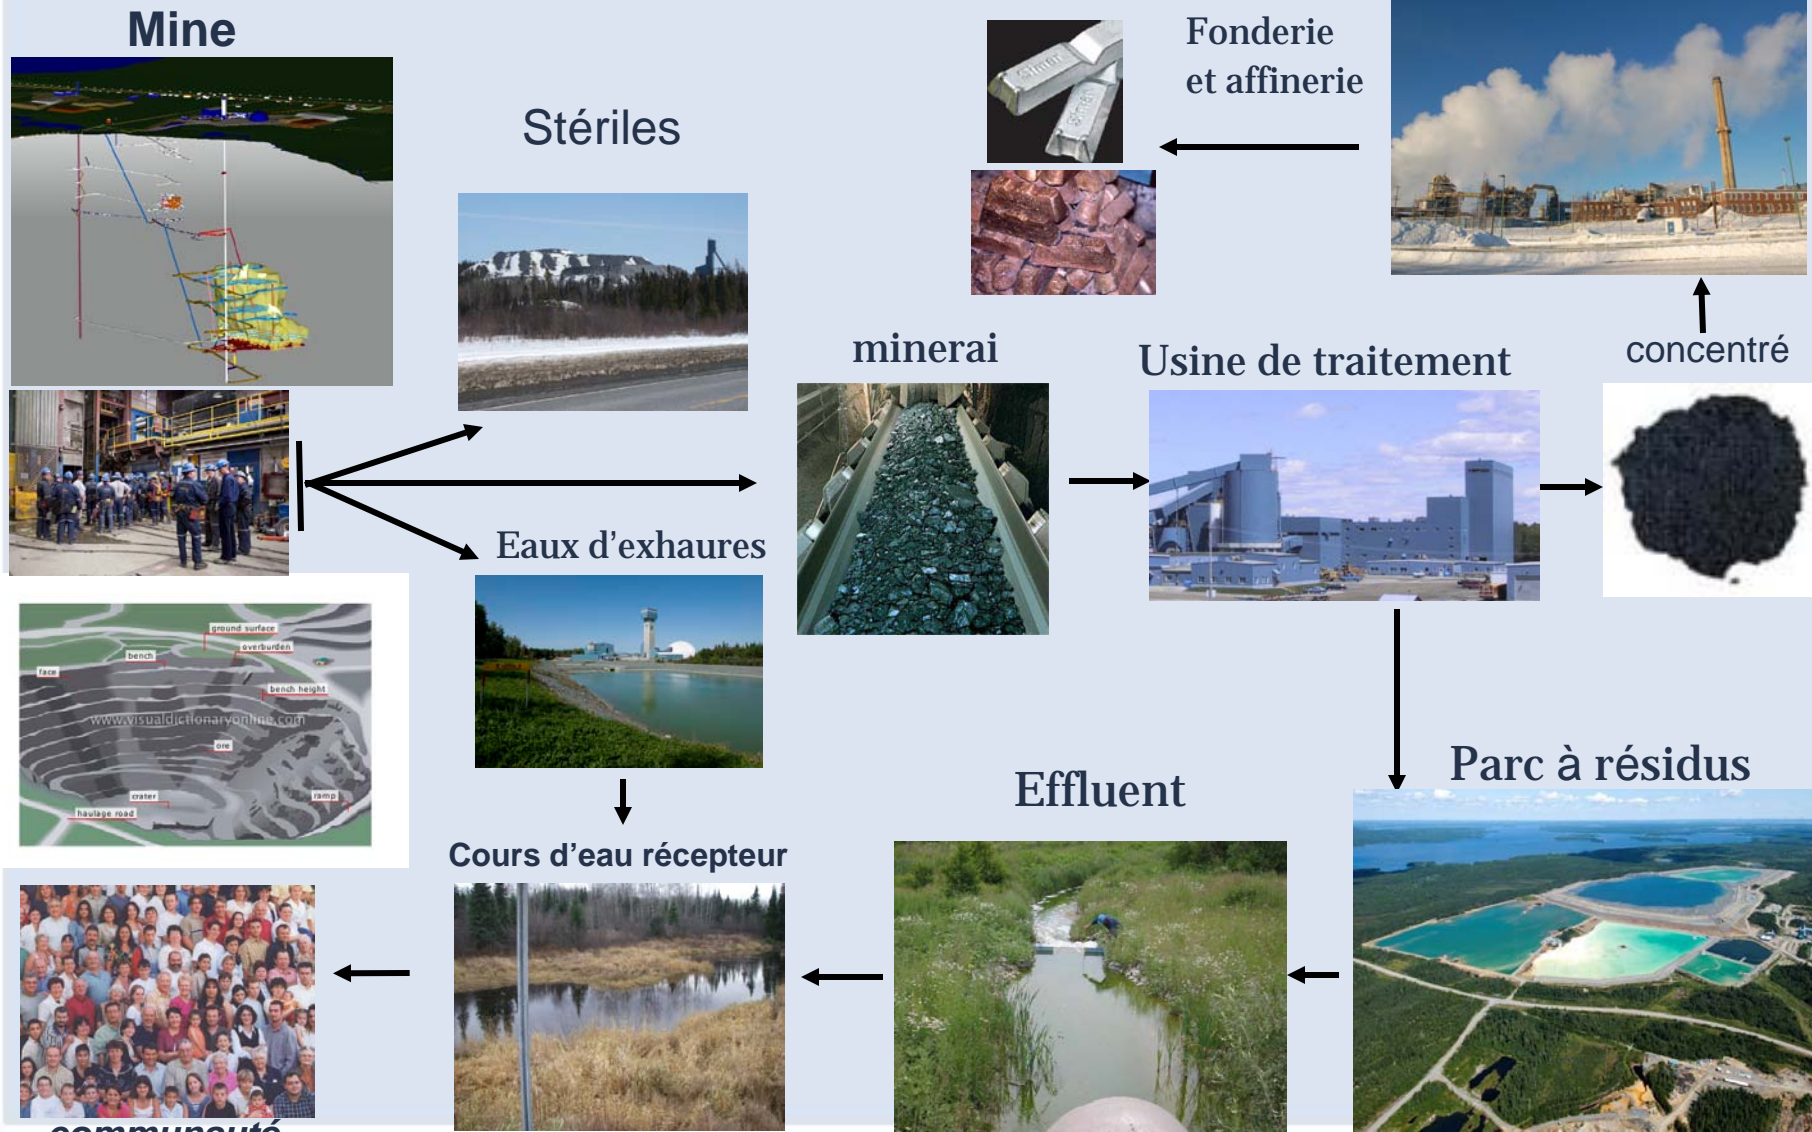 Mine
Stériles
Fonderie
et affinerie
minerai
Usine de traitement
concentré
Eaux d’exhaures
ground surface
overburden
bench
face
bench height
www.visualdictionaryonline.com
ore
crater
ramp
haulage road
Parc à résidus
Effluent
Cours d’eau récepteur
communauté